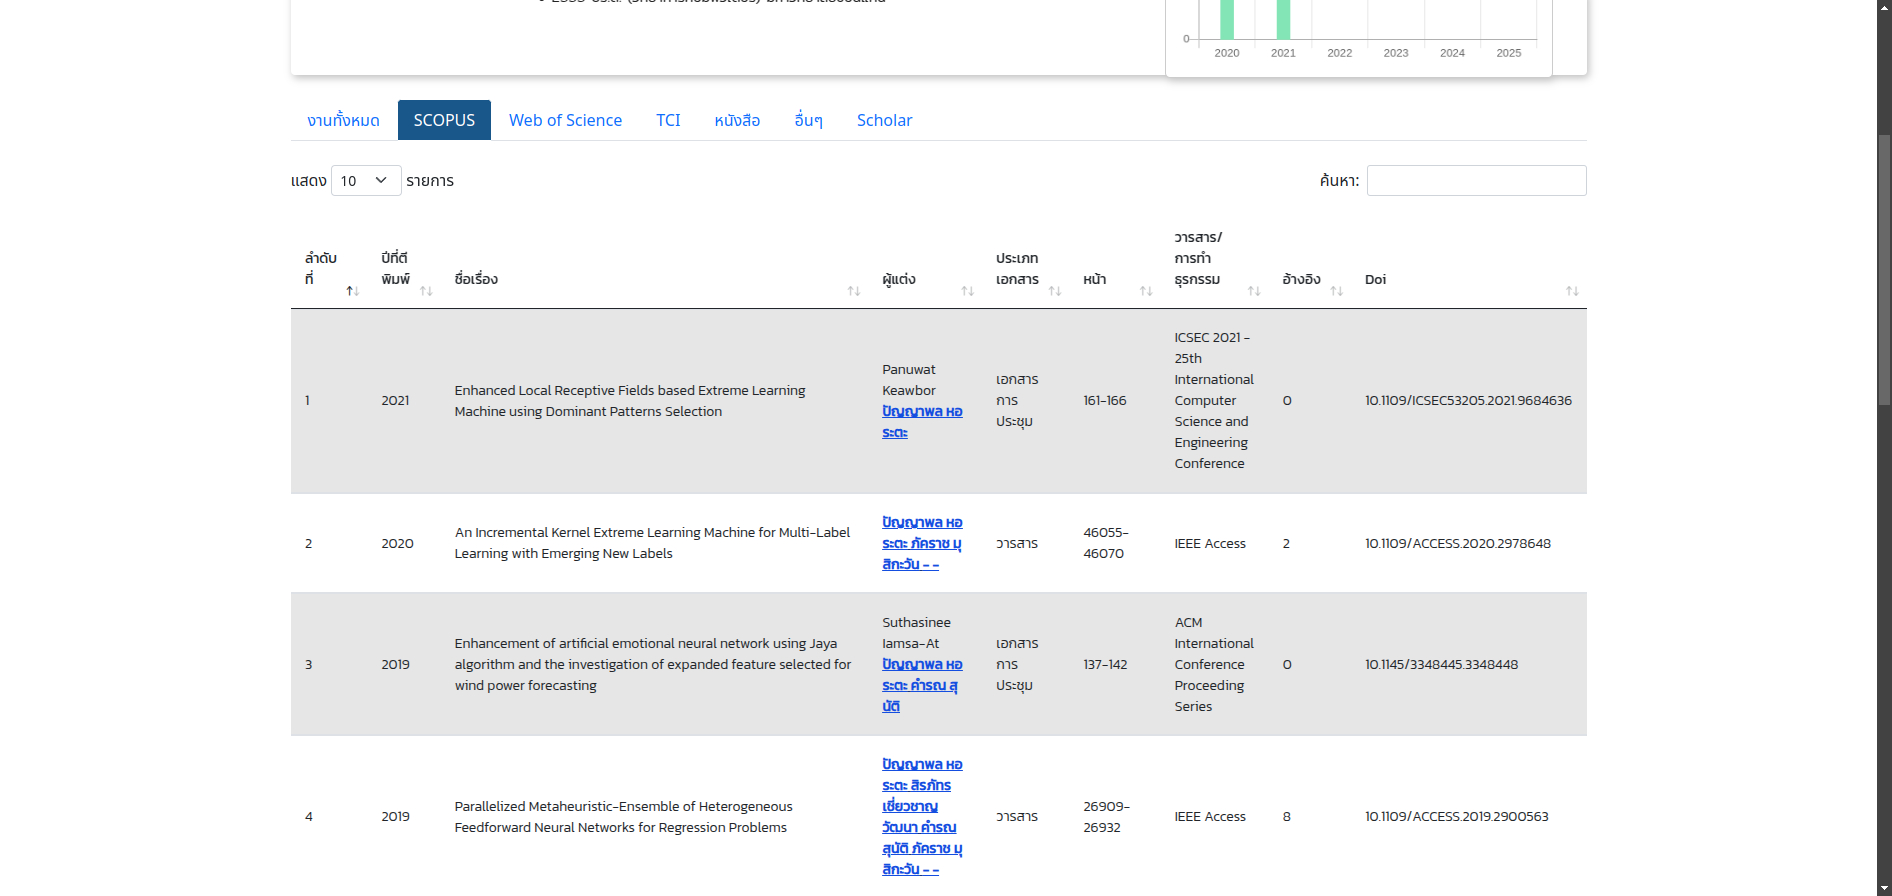 0
2020 2021 2022 2023 2024 2025
งานทั้งหมด SCOPUS Web of Science TCI หนังสือ อื่นๆ Scholar
แสดง 10 รายการ ค้นหา:
ลำดับ
ที่
ปีที่ตี
พิมพ์
ชื่อเรื่อง
ผู้แต่ง
ประเภท
เอกสาร
หน้า
วารสาร/
การทำ
ธุรกรรม
อ้างอิง
Doi
1
2021
Enhanced Local Receptive Fields based Extreme Learning
Machine using Dominant Patterns Selection
Panuwat
Keawbor
ปัญญาพล หอ
ระตะ
เอกสาร
การ
ประชุม
161-166
ICSEC 2021 -
25th
International
Computer
Science and
Engineering
Conference
0
10.1109/ICSEC53205.2021.9684636
2
2020
An Incremental Kernel Extreme Learning Machine for Multi-Label
Learning with Emerging New Labels
ปัญญาพล หอ
ระตะ ภัคราช มุ
สิกะวัน - -
วารสาร
46055-
46070
IEEE Access
2
10.1109/ACCESS.2020.2978648
3
2019
Enhancement of artificial emotional neural network using Jaya
algorithm and the investigation of expanded feature selected for
wind power forecasting
Suthasinee
Iamsa-At
ปัญญาพล หอ
ระตะ คำรณ สุ
นัติ
เอกสาร
การ
ประชุม
137-142
ACM
International
Conference
Proceeding
Series
0
10.1145/3348445.3348448
4
2019
Parallelized Metaheuristic-Ensemble of Heterogeneous
Feedforward Neural Networks for Regression Problems
ปัญญาพล หอ
ระตะ สิรภัทร
เชี่ยวชาญ
วัฒนา คำรณ
สุนัติ ภัคราช มุ
สิกะวัน - -
วารสาร
26909-
26932
IEEE Access
8
10.1109/ACCESS.2019.2900563